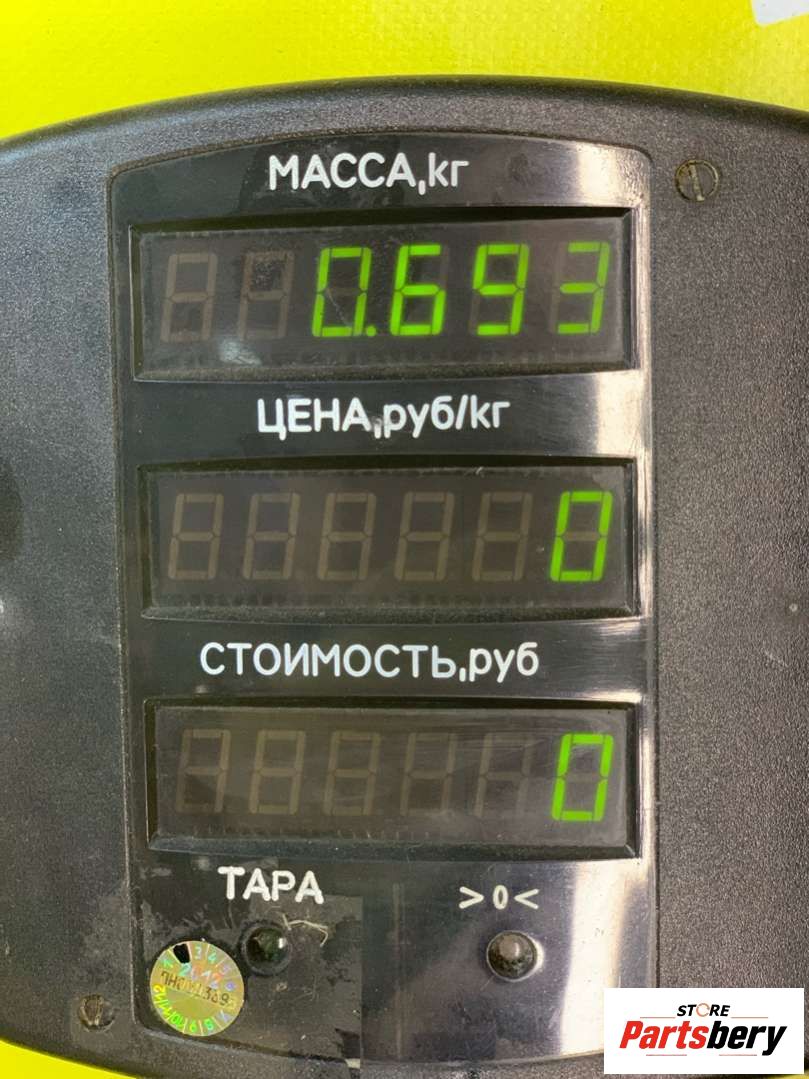 МАССА,кг
0.693
ЦЕНА,руб/кг
0
СТОИМОСТЬ,руб
0
ТАРА
>0<
STORE
Partsbery